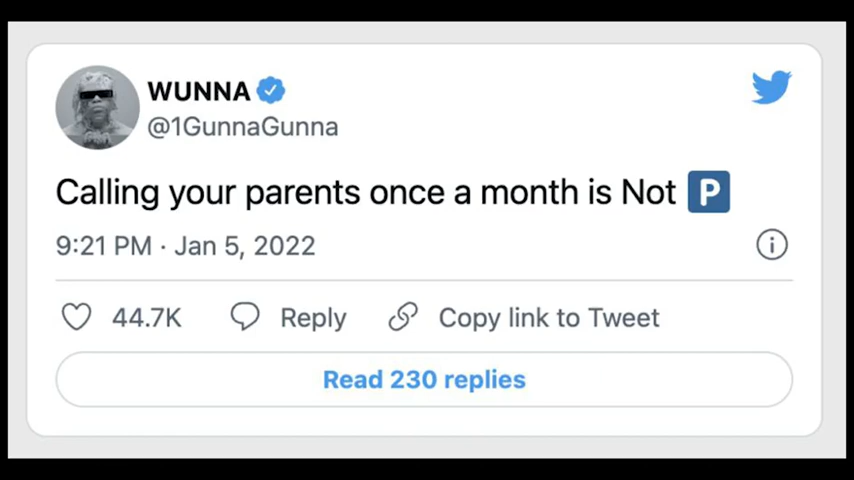 WUNNA
@1GunnaGunna
Calling your parents once a month is Not 🅿️
9:21 PM · Jan 5, 2022
44.7K Reply Copy link to Tweet
Read 230 replies